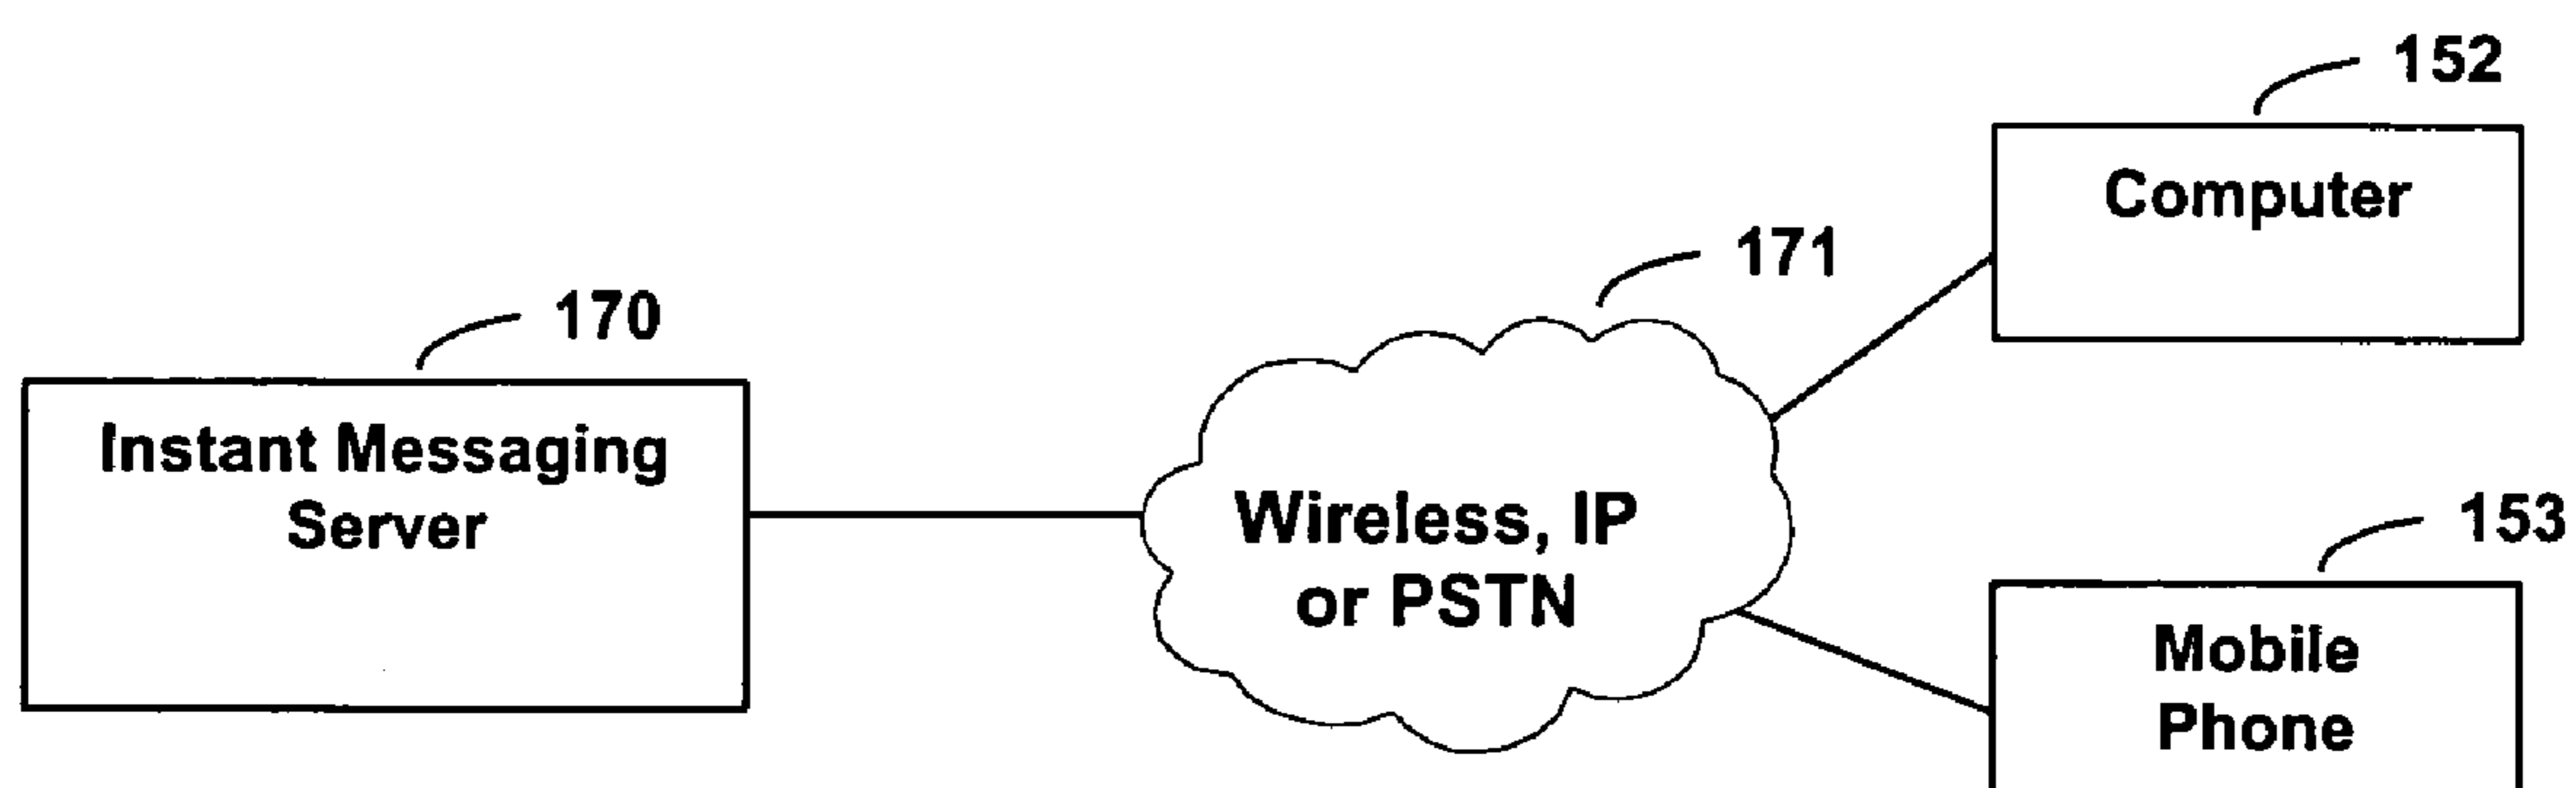 152
Computer
171
170
Instant Messaging
Server
Wireless, IP
or PSTN
153
Mobile
Phone